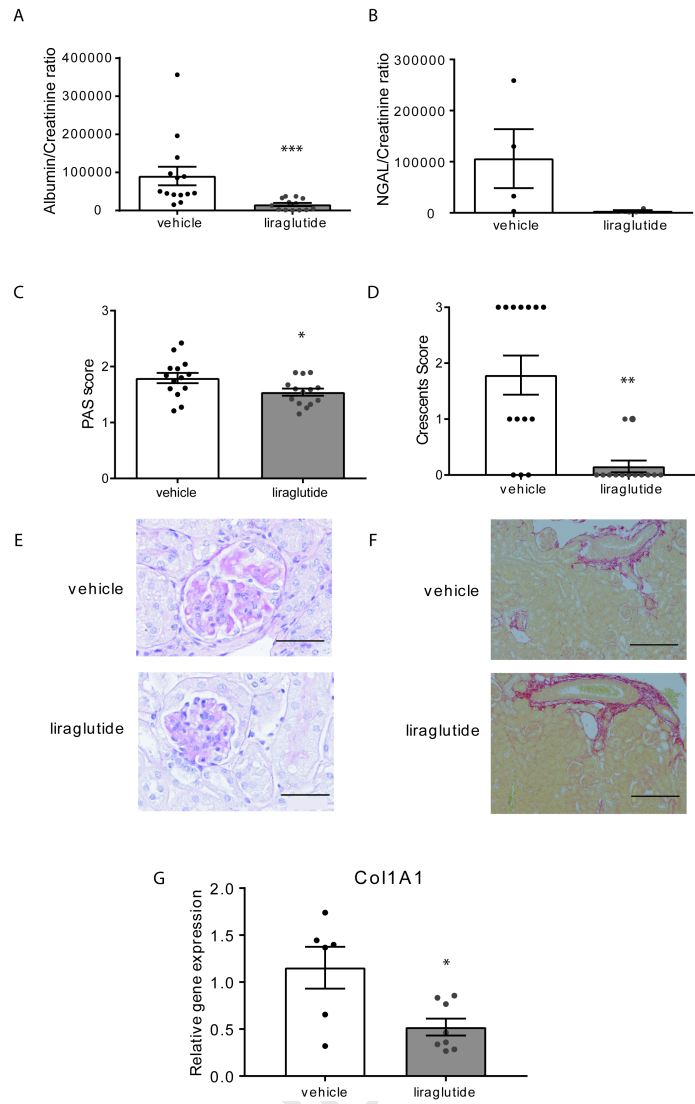 A
Albumin/Creatinine ratio
400000
300000
200000
100000
0
***
vehicle
liraglutide
B
NGAL/Creatinine ratio
300000
200000
100000
0
vehicle
liraglutide
C
PAS score
3
2
1
0
*
vehicle
liraglutide
D
Crescents Score
3
2
1
0
**
vehicle
liraglutide
E
vehicle
liraglutide
F
vehicle
liraglutide
G
Col1A1
Relative gene expression
2.0
1.5
1.0
0.5
0.0
*
vehicle
liraglutide